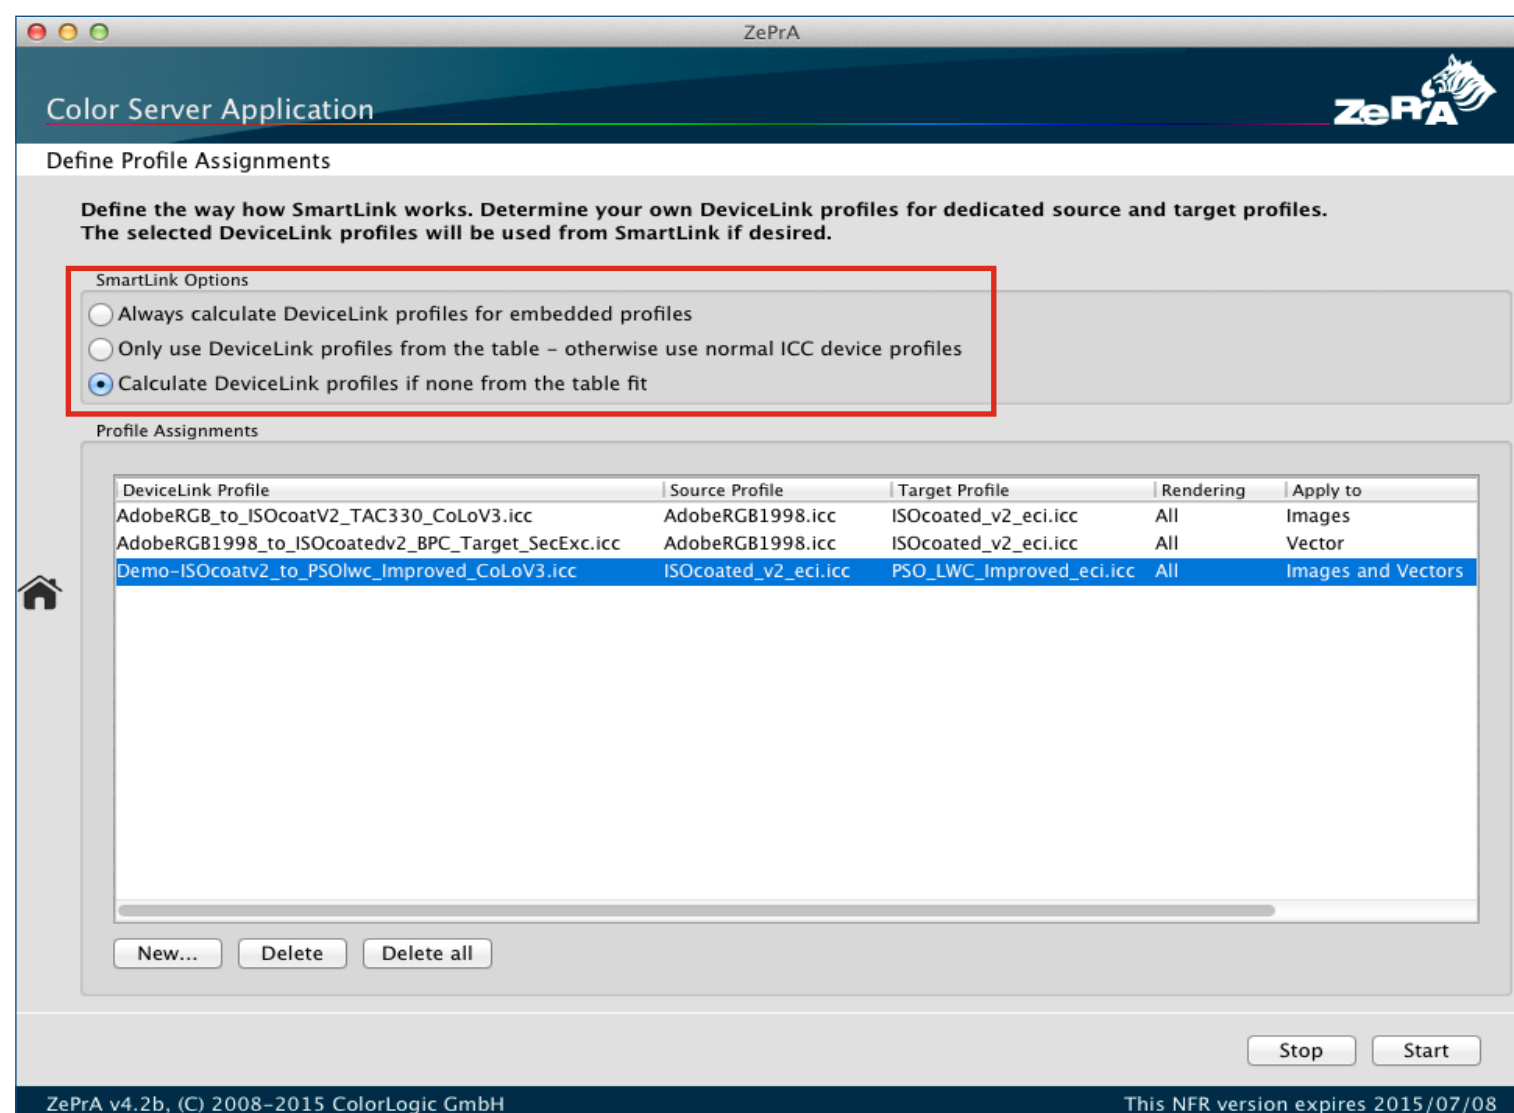 ZePrA
Color Server Application
ZePrA
Define Profile Assignments
Define the way how SmartLink works. Determine your own DeviceLink profiles for dedicated source and target profiles.
The selected DeviceLink profiles will be used from SmartLink if desired.
SmartLink Options
Always calculate DeviceLink profiles for embedded profiles
Only use DeviceLink profiles from the table – otherwise use normal ICC device profiles
Calculate DeviceLink profiles if none from the table fit
Profile Assignments
DeviceLink Profile Source Profile Target Profile Rendering Apply to
AdobeRGB_to_ISOcoatV2_TAC330_CoLoV3.icc AdobeRGB1998.icc ISOcoated_v2_eci.icc All Images
AdobeRGB1998_to_ISOcoatedv2_BPC_Target_SecExc.icc AdobeRGB1998.icc ISOcoated_v2_eci.icc All Vector
Demo-ISOcoatv2_to_PSOlwc_Improved_CoLoV3.icc ISOcoated_v2_eci.icc PSO_LWC_Improved_eci.icc All Images and Vectors
New... Delete Delete all
Stop Start
ZePrA v4.2b, (C) 2008-2015 ColorLogic GmbH This NFR version expires 2015/07/08